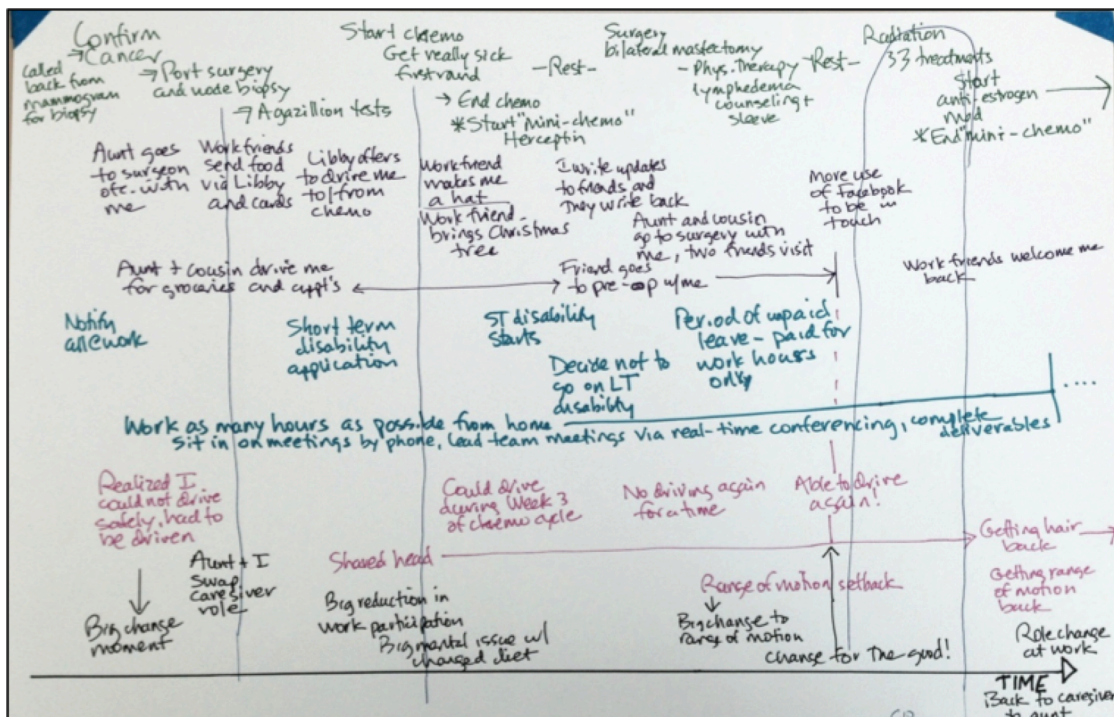 Confirm
→ Cancer
called
back from
mammogram
for biopsy
→ Port surgery
and node biopsy
→ Agazillion tests
Start chemo
Get really sick
first round
→ End chemo
*Start "mini-chemo"
Herceptin
-Rest-
Surgery
bilateral mastectomy
-Phys. Therapy
lymphedema
counseling +
sleeve
-Rest-
Radiation
33 treatments
Start
anti-estrogen
med
*End "mini-chemo"
Aunt goes
to surgeon
ofc. with
me
Work friends
send food
via Libby
and cards
Libby offers
to drive me
to/from
chemo
Work friend
makes me
a hat
Work friend
brings Christmas
tree
I write updates
to friends and
They write back
Aunt and cousin
go to surgery with
me, two friends visit
more use
of Facebook
to be in
touch
Aunt + cousin drive me
for groceries and appt's
Friend goes
to pre-op w/me
Work friends welcome me
back
Notify
all@work
Short term
disability
application
ST disability
starts
Decide not to
go on LT
disability
Period of unpaid
leave - paid for
work hours
only
Work as many hours as possible from home
Sit in on meetings by phone, Lead team meetings via real-time conferencing, complete
deliverables
....
Realized I
could not drive
safely, had to
be driven
Could drive
during Week 3
of chemo cycle
No driving again
for a time
Able to drive
again!
Aunt + I
swap
caregiver
role
Shared head
Getting hair
back
Range of motion setback
Getting range
of motion
back
Big change
moment
Big reduction in
work participation
Big mental issue w/
changed diet
Big change to
range of motion
change for The good!
Role change
at work
TIME
Back to caregiver
to aunt